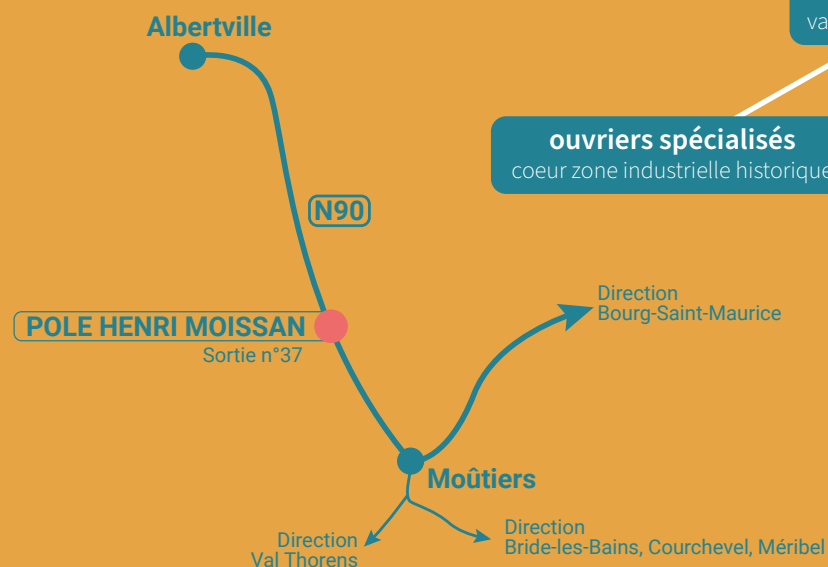 Albertville
ouvriers spécialisés
coeur zone industrielle historique
N90
Direction
Bourg-Saint-Maurice
POLE HENRI MOISSAN
Sortie n°37
Moûtiers
Direction
Val Thorens
Direction
Bride-les-Bains, Courchevel, Méribel